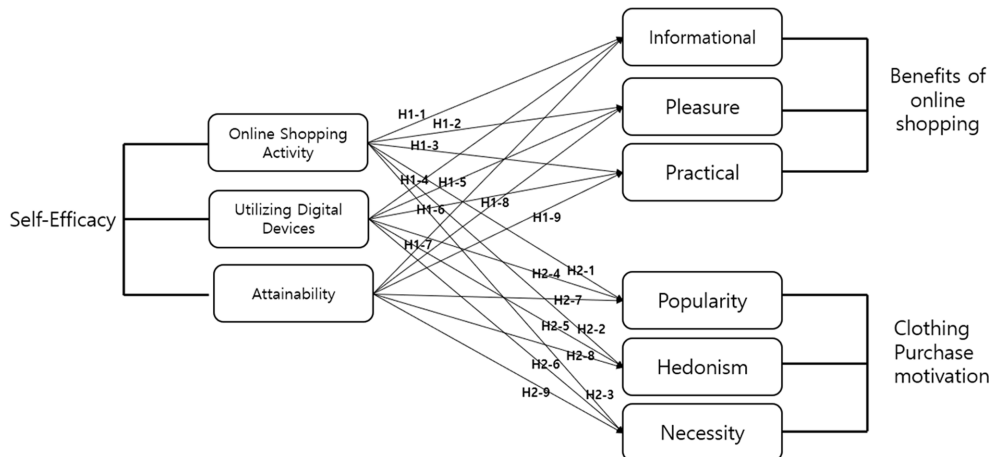 Self-Efficacy
Online Shopping
Activity
Utilizing Digital
Devices
Attainability
H1-1
H1-2
H1-3
H1-4
H1-5
H1-6
H1-7
H1-8
H1-9
H2-1
H2-4
H2-7
H2-5
H2-2
H2-8
H2-6
H2-9
H2-3
Informational
Pleasure
Practical
Benefits of
online
shopping
Popularity
Hedonism
Necessity
Clothing
Purchase
motivation